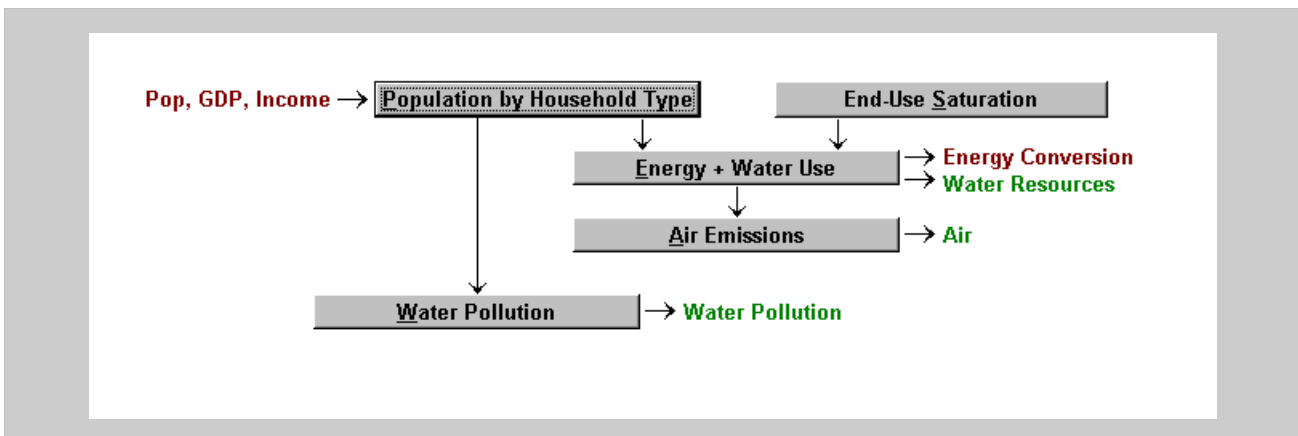 Pop, GDP, Income
Population by Household Type
End-Use Saturation
Energy + Water Use
Energy Conversion
Water Resources
Air Emissions
Air
Water Pollution
Water Pollution